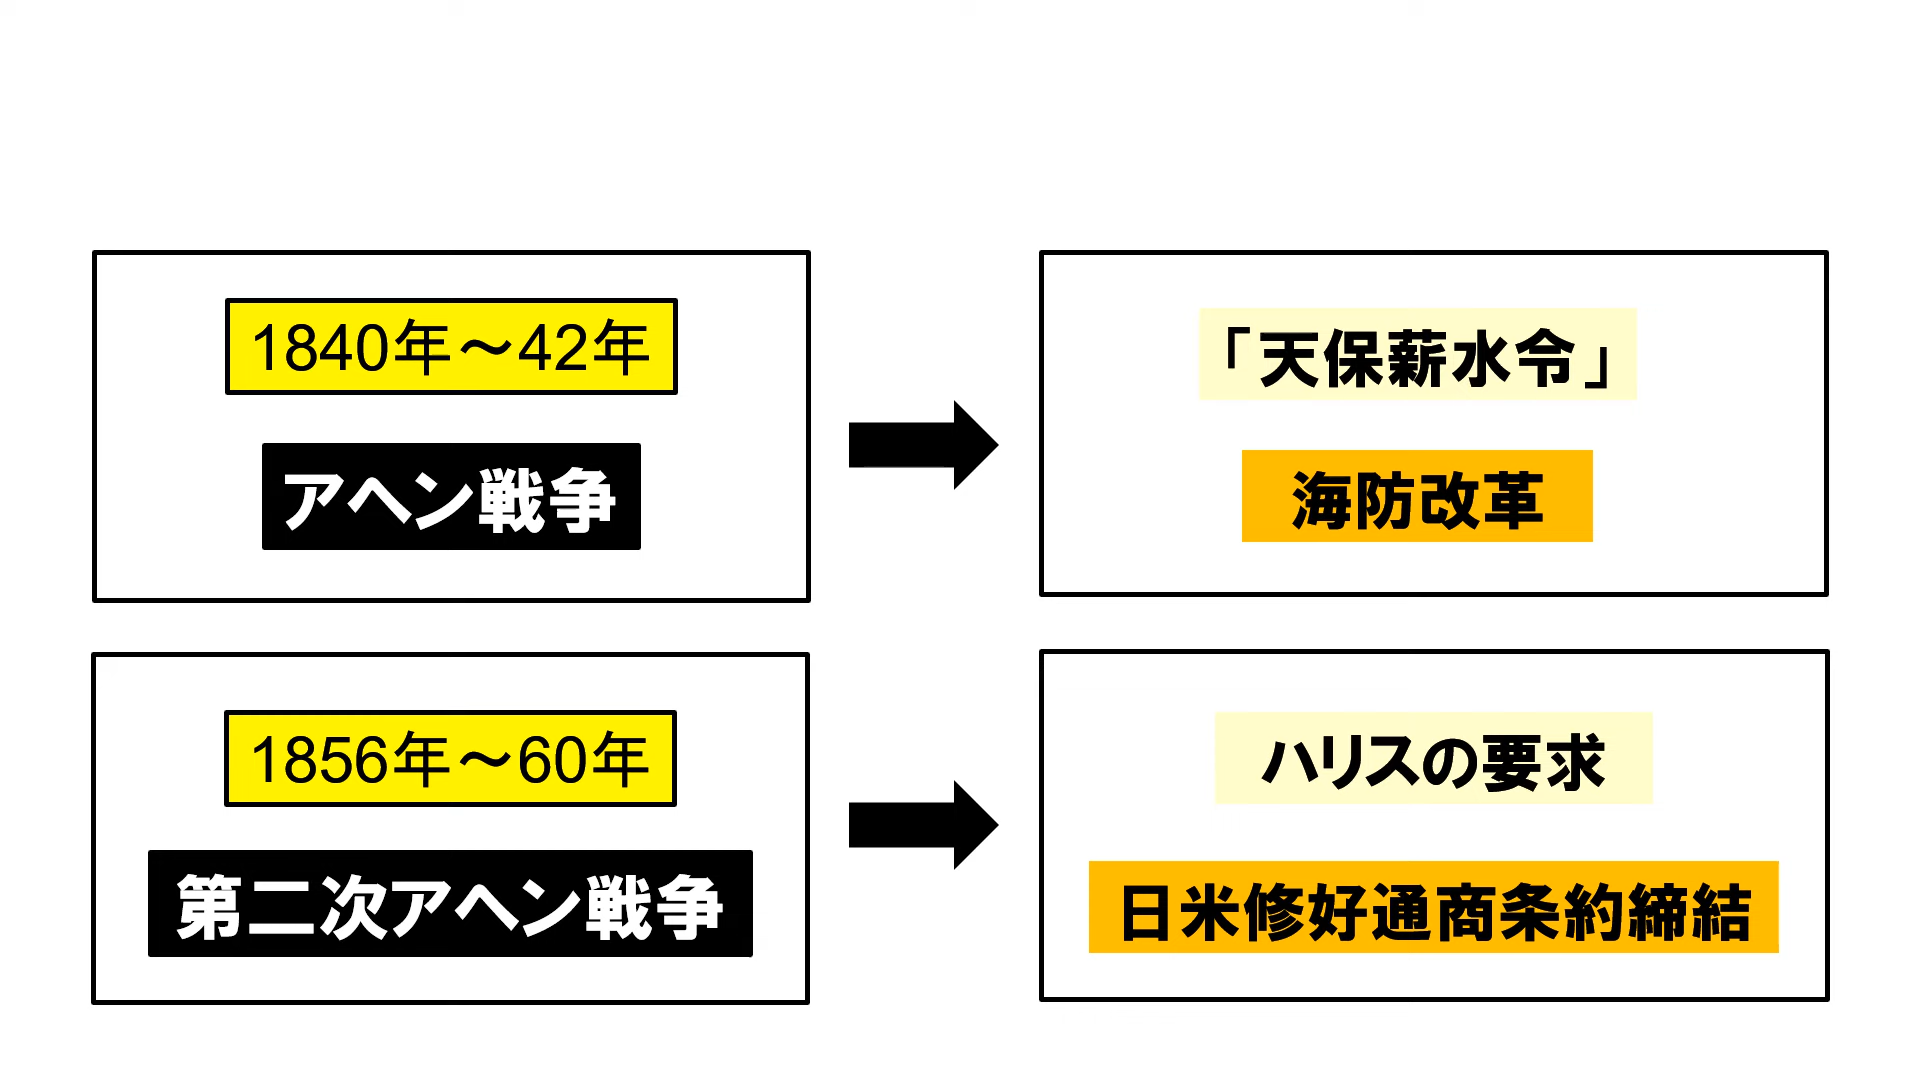 1840年～42年
アヘン戦争
「天保薪水令」
海防改革
1856年～60年
第二次アヘン戦争
ハリスの要求
日米修好通商条約締結